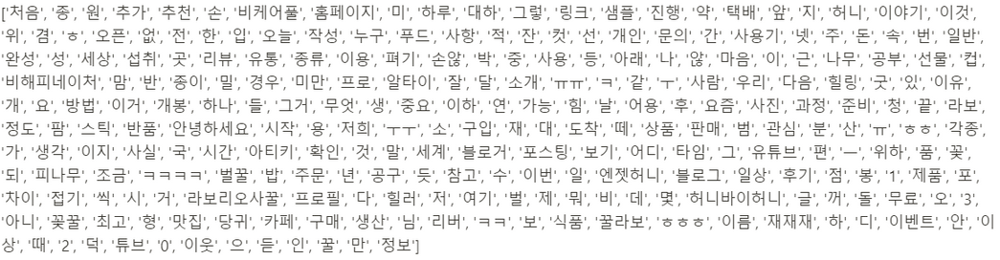 ['처음', '종', '원', '추가', '추천', '손', '비케어풀', '홈페이지', '미', '하루', '대하', '그렇', '링크', '샘플', '진행', '약', '택배', '앞', '지', '허니', '이야기', '이것',
'위', '겸', 'ㅎ', '오픈', '없', '전', '한', '입', '오늘', '작성', '누구', '푸드', '사항', '적', '잔', '컷', '선', '개인', '문의', '간', '사용기', '넷', '주', '돈', '속', '번', '일반',
'완성', '성', '세상', '섭취', '곳', '리뷰', '유통', '종류', '이용', '펴기', '손않', '박', '중', '사용', '등', '아래', '나', '않', '마음', '이', '근', '나무', '공부', '선물', '컵',
'비해피네이처', '맘', '반', '종이', '밀', '경우', '미만', '프로', '알타이', '잘', '달', '소개', 'ㅠㅠ', 'ㅋ', '같', 'ㅜ', '사람', '우리', '다음', '힐링', '굿', '있', '이유',
'개', '요', '방법', '이거', '개봉', '하나', '들', '그거', '무엇', '생', '중요', '이하', '연', '가능', '힘', '날', '어용', '후', '요즘', '사진', '과정', '준비', '청', '끝', '라보',
'정도', '팜', '스틱', '반품', '안녕하세요', '시작', '용', '저희', 'ㅜㅜ', '소', '구입', '재', '대', '도착', '떼', '상품', '판매', '범', '관심', '분', '산', 'ㅠ', 'ㅎㅎ', '각종',
'가', '생각', '이지', '사실', '국', '시간', '아티키', '확인', '것', '말', '세계', '블로거', '포스팅', '보기', '어디', '타임', '그', '유튜브', '편', 'ㅡ', '위하', '품', '꽃',
'되', '피나무', '조금', 'ㅋㅋㅋㅋ', '벌꿀', '밥', '주문', '년', '공구', '듯', '참고', '수', '이번', '일', '엔젯허니', '블로그', '일상', '후기', '점', '봉', '1', '제품', '포',
'차이', '접기', '씩', '시', '거', '라보리오사꿀', '프로필', '다', '힐러', '저', '여기', '벌', '제', '뭐', '비', '데', '몇', '허니바이허니', '글', '꺼', '돌', '무료', '오', '3',
'아니', '꽃꿀', '최고', '형', '맛집', '당귀', '카페', '구매', '생산', '님', '리버', 'ㅋㅋ', '보', '식품', '꿀라보', 'ㅎㅎㅎ', '이름', '재재재', '하', '디', '이벤트', '안', '이
상', '때', '2', '덕', '튜브', '0', '이웃', '으', '듣', '인', '꿀', '만', '정보']